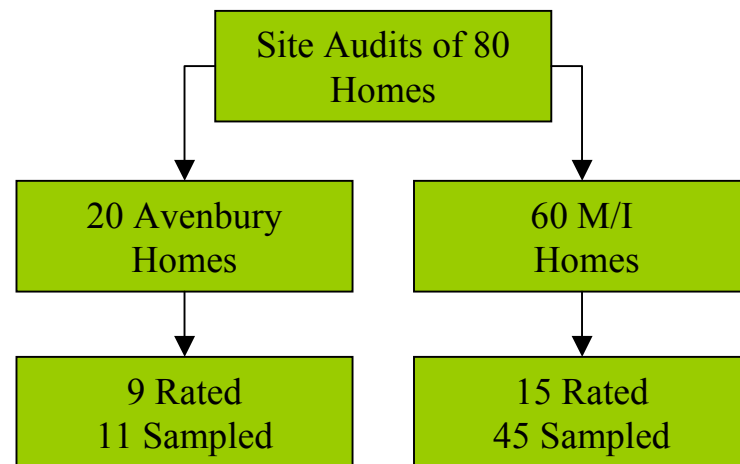 Site Audits of 80
Homes
20 Avenbury
Homes
60 M/I
Homes
9 Rated
11 Sampled
15 Rated
45 Sampled